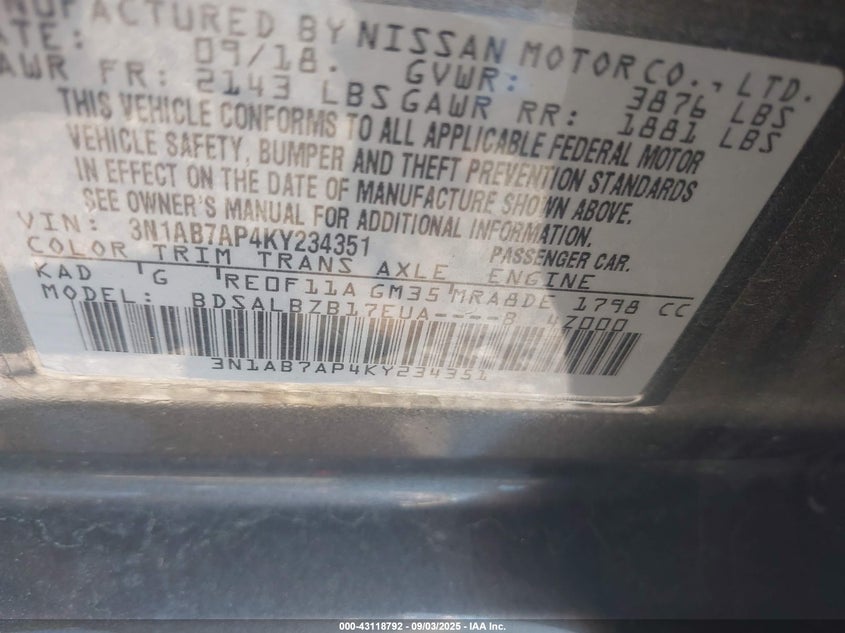 NUFACTURED BY NISSAN MOTOR CO., LTD.
ATE: 09/18. GVWR: 3876 LBS
AWR FR: 2143 LBS GAWR RR: 1881 LBS
THIS VEHICLE CONFORMS TO ALL APPLICABLE FEDERAL MOTOR
VEHICLE SAFETY, BUMPER AND THEFT PREVENTION STANDARDS
IN EFFECT ON THE DATE OF MANUFACTURE SHOWN ABOVE.
SEE OWNER'S MANUAL FOR ADDITIONAL INFORMATION.
VIN: 3N1AB7AP4KY234351 PASSENGER CAR.
COLOR TRIM TRANS AXLE ENGINE
KAD G RE0F11A GM35 MRA8DE 1798 CC
MODEL: BDSALBZB17EUA----B 4Z000
3N1AB7AP4KY234351
000-43118792 - 09/03/2025 - IAA Inc.